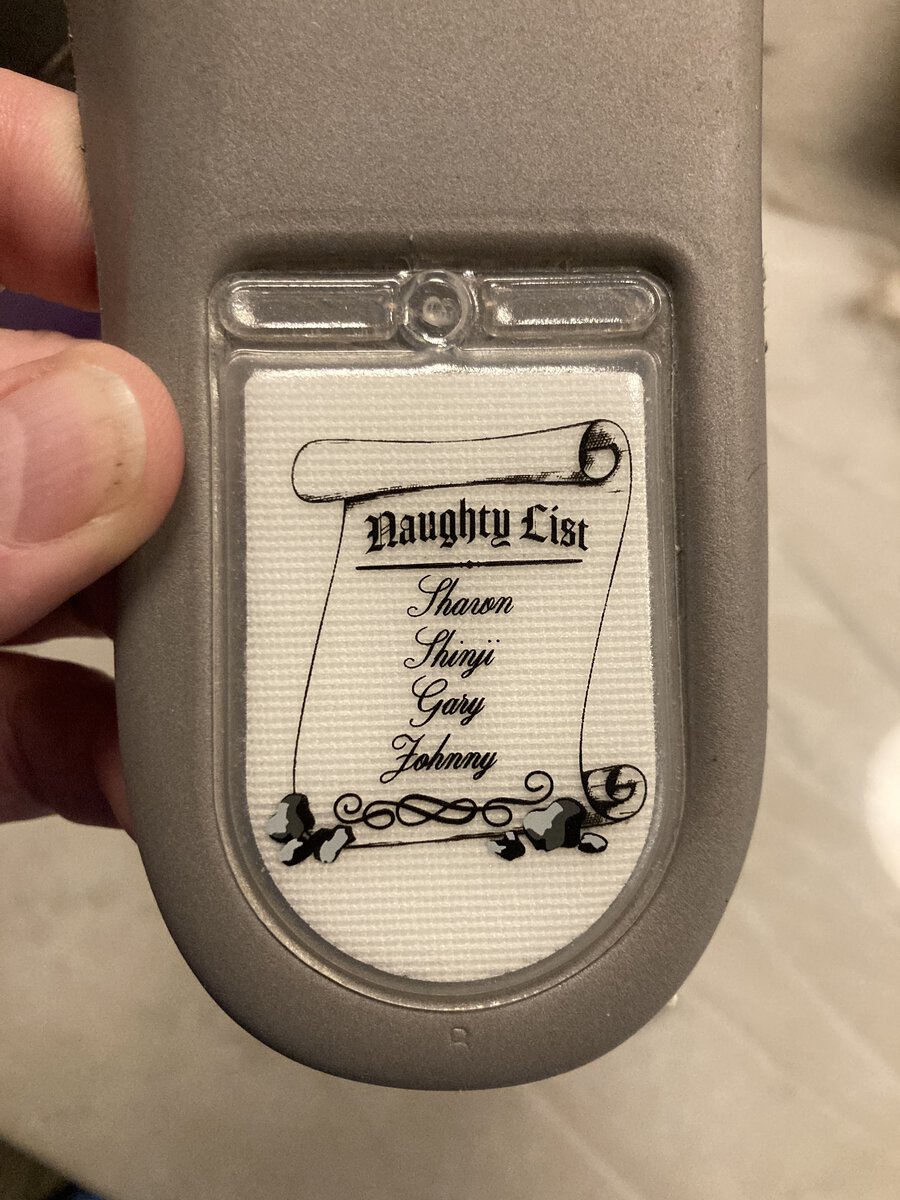 Naughty List
Sharon
Shinji
Gary
Johnny
R